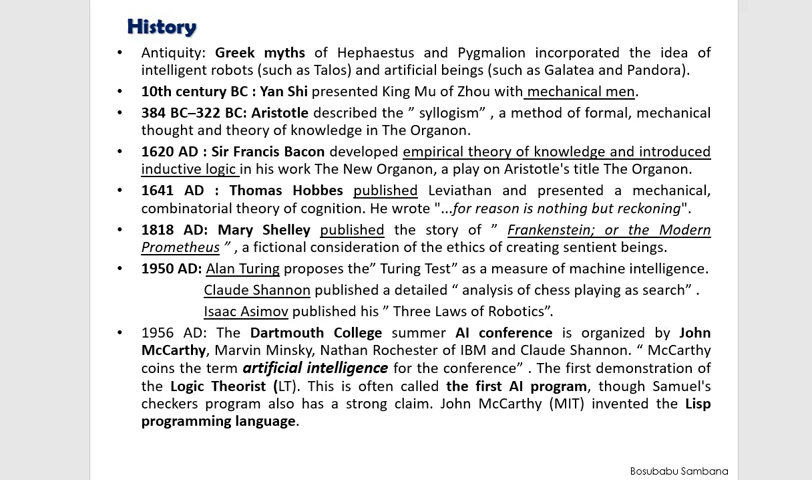 History
• Antiquity: Greek myths of Hephaestus and Pygmalion incorporated the idea of
intelligent robots (such as Talos) and artificial beings (such as Galatea and Pandora).
• 10th century BC : Yan Shi presented King Mu of Zhou with mechanical men.
• 384 BC–322 BC: Aristotle described the ” syllogism” , a method of formal, mechanical
thought and theory of knowledge in The Organon.
• 1620 AD : Sir Francis Bacon developed empirical theory of knowledge and introduced
inductive logic in his work The New Organon, a play on Aristotle's title The Organon.
• 1641 AD : Thomas Hobbes published Leviathan and presented a mechanical,
combinatorial theory of cognition. He wrote "...for reason is nothing but reckoning".
• 1818 AD: Mary Shelley published the story of ” Frankenstein; or the Modern
Prometheus ” , a fictional consideration of the ethics of creating sentient beings.
• 1950 AD: Alan Turing proposes the” Turing Test” as a measure of machine intelligence.
Claude Shannon published a detailed “ analysis of chess playing as search” .
Isaac Asimov published his ” Three Laws of Robotics”.
• 1956 AD: The Dartmouth College summer AI conference is organized by John
McCarthy, Marvin Minsky, Nathan Rochester of IBM and Claude Shannon. “ McCarthy
coins the term artificial intelligence for the conference” . The first demonstration of
the Logic Theorist (LT). This is often called the first AI program, though Samuel's
checkers program also has a strong claim. John McCarthy (MIT) invented the Lisp
programming language.
Bosubabu Sambana